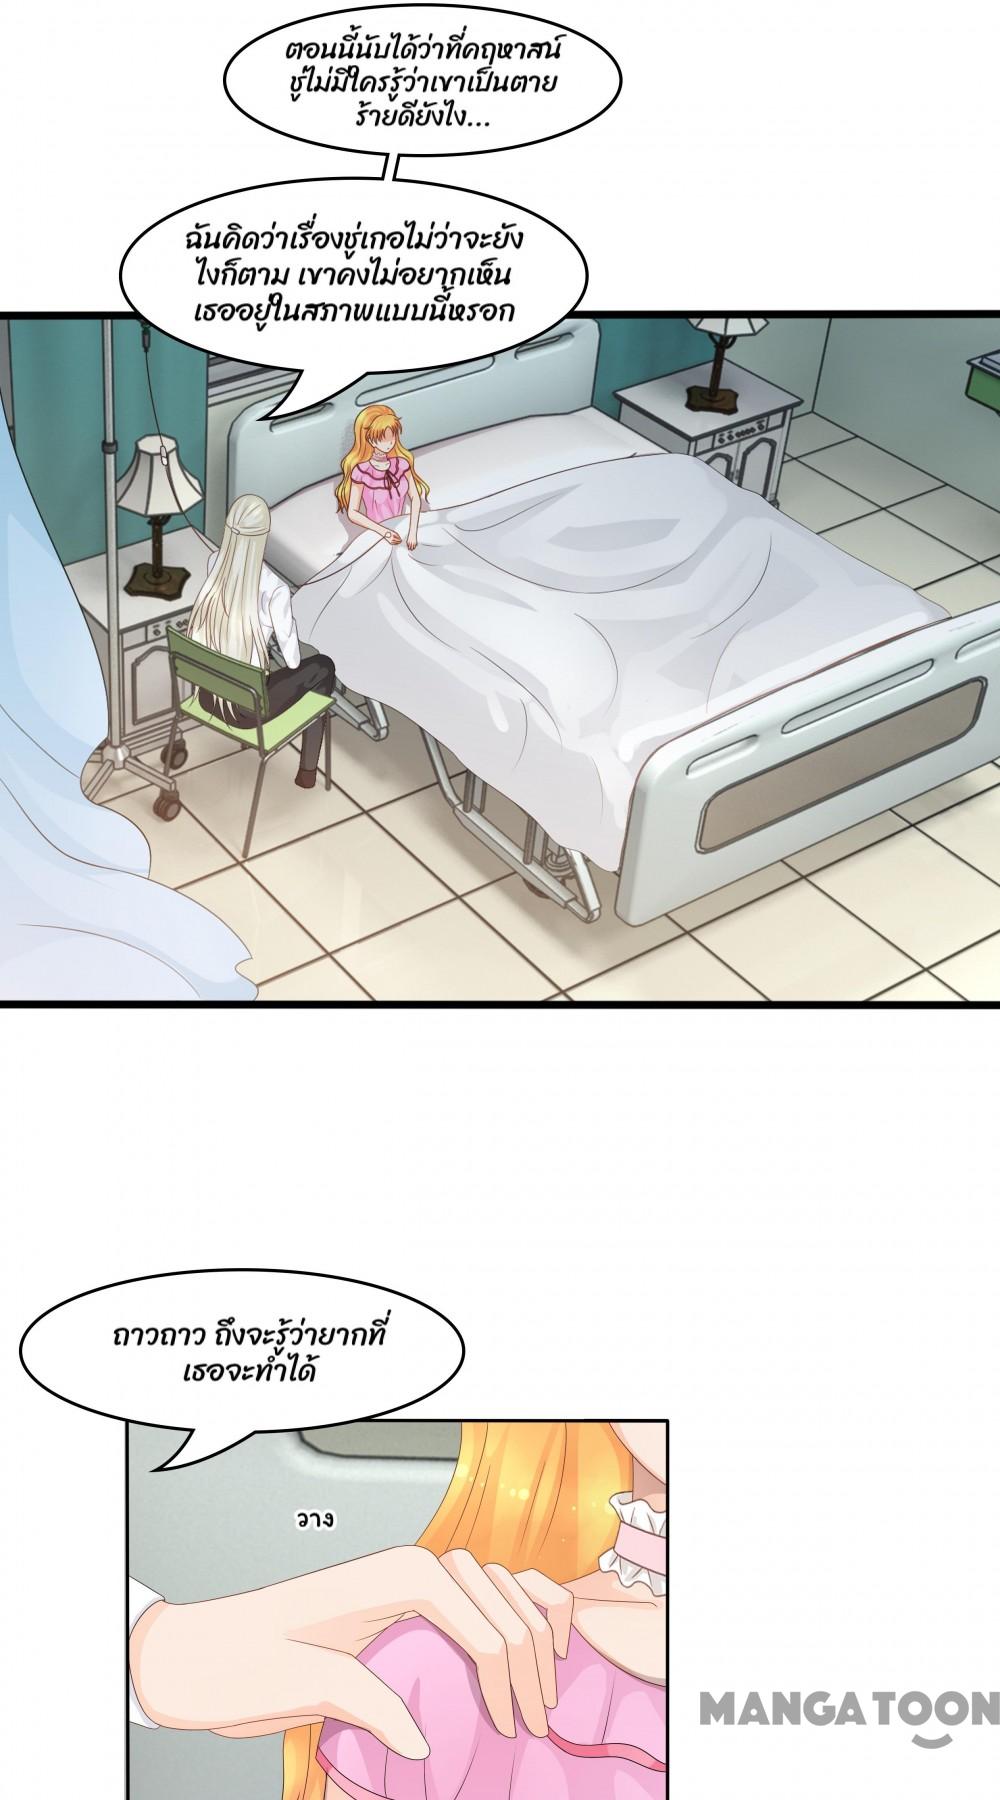 ตอนนี้นับได้ว่าที่คฤหาสน์
ชู่ไม่มีใครรู้ว่าเขาเป็นตาย
ร้ายดียังไง...
ฉันคิดว่าเรื่องชู่เกอไม่ว่าจะยัง
ไงก็ตาม เขาคงไม่อยากเห็น
เธออยู่ในสภาพแบบนี้หรอก
ถาวถาว ถึงจะรู้ว่ายากที่
เธอจะทำได้
วาง
MANGATOON